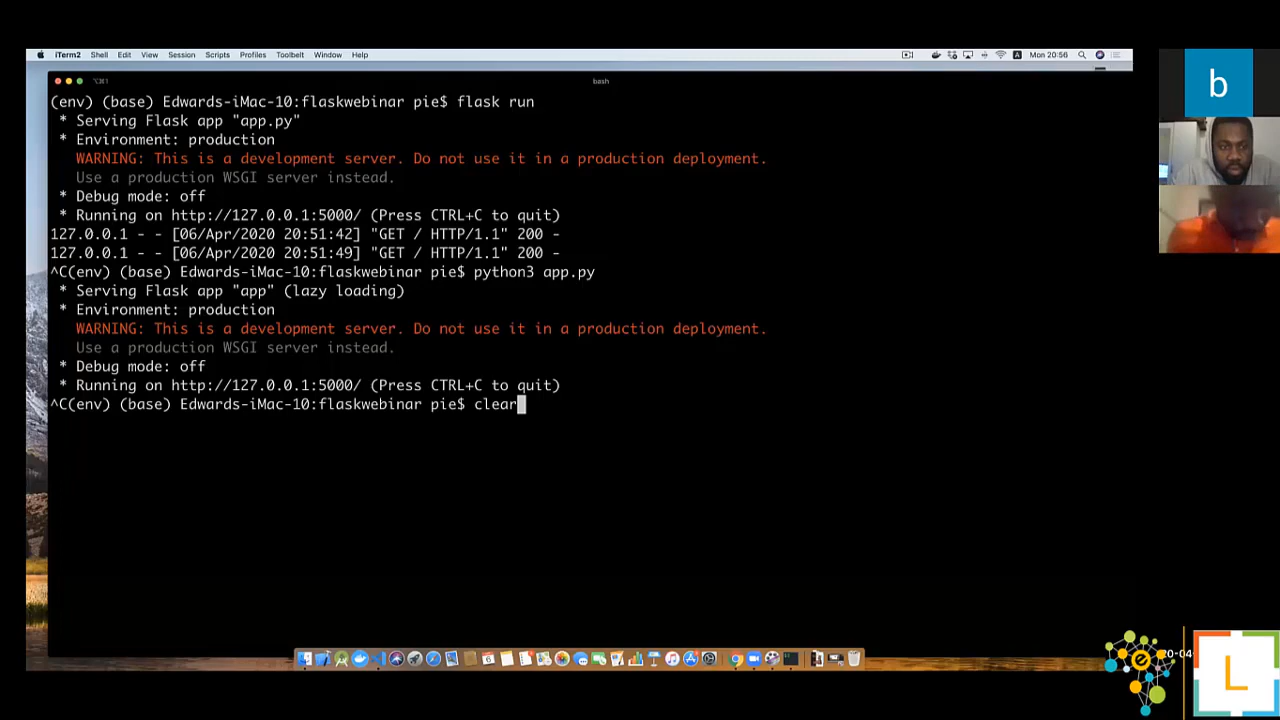 iTerm2 Shell Edit View Session Scripts Profiles Toolbelt Window Help
A Mon 20:56
⌥⌘1
bash
(env) (base) Edwards-iMac-10:flaskwebinar pie$ flask run
* Serving Flask app "app.py"
* Environment: production
WARNING: This is a development server. Do not use it in a production deployment.
Use a production WSGI server instead.
* Debug mode: off
* Running on http://127.0.0.1:5000/ (Press CTRL+C to quit)
127.0.0.1 - - [06/Apr/2020 20:51:42] "GET / HTTP/1.1" 200 -
127.0.0.1 - - [06/Apr/2020 20:51:49] "GET / HTTP/1.1" 200 -
^C(env) (base) Edwards-iMac-10:flaskwebinar pie$ python3 app.py
* Serving Flask app "app" (lazy loading)
* Environment: production
WARNING: This is a development server. Do not use it in a production deployment.
Use a production WSGI server instead.
* Debug mode: off
* Running on http://127.0.0.1:5000/ (Press CTRL+C to quit)
^C(env) (base) Edwards-iMac-10:flaskwebinar pie$ clear
b
20-04
L